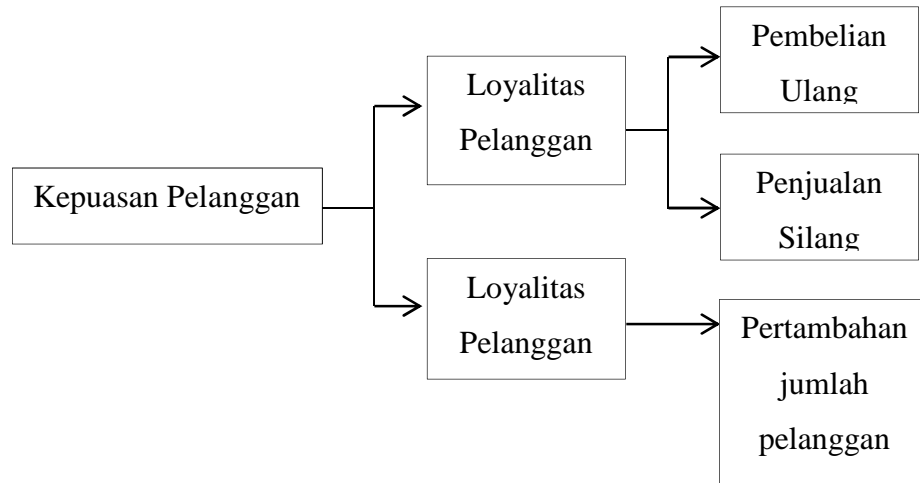 Kepuasan Pelanggan
Loyalitas
Pelanggan
Pembelian
Ulang
Penjualan
Silang
Loyalitas
Pelanggan
Pertambahan
jumlah
pelanggan